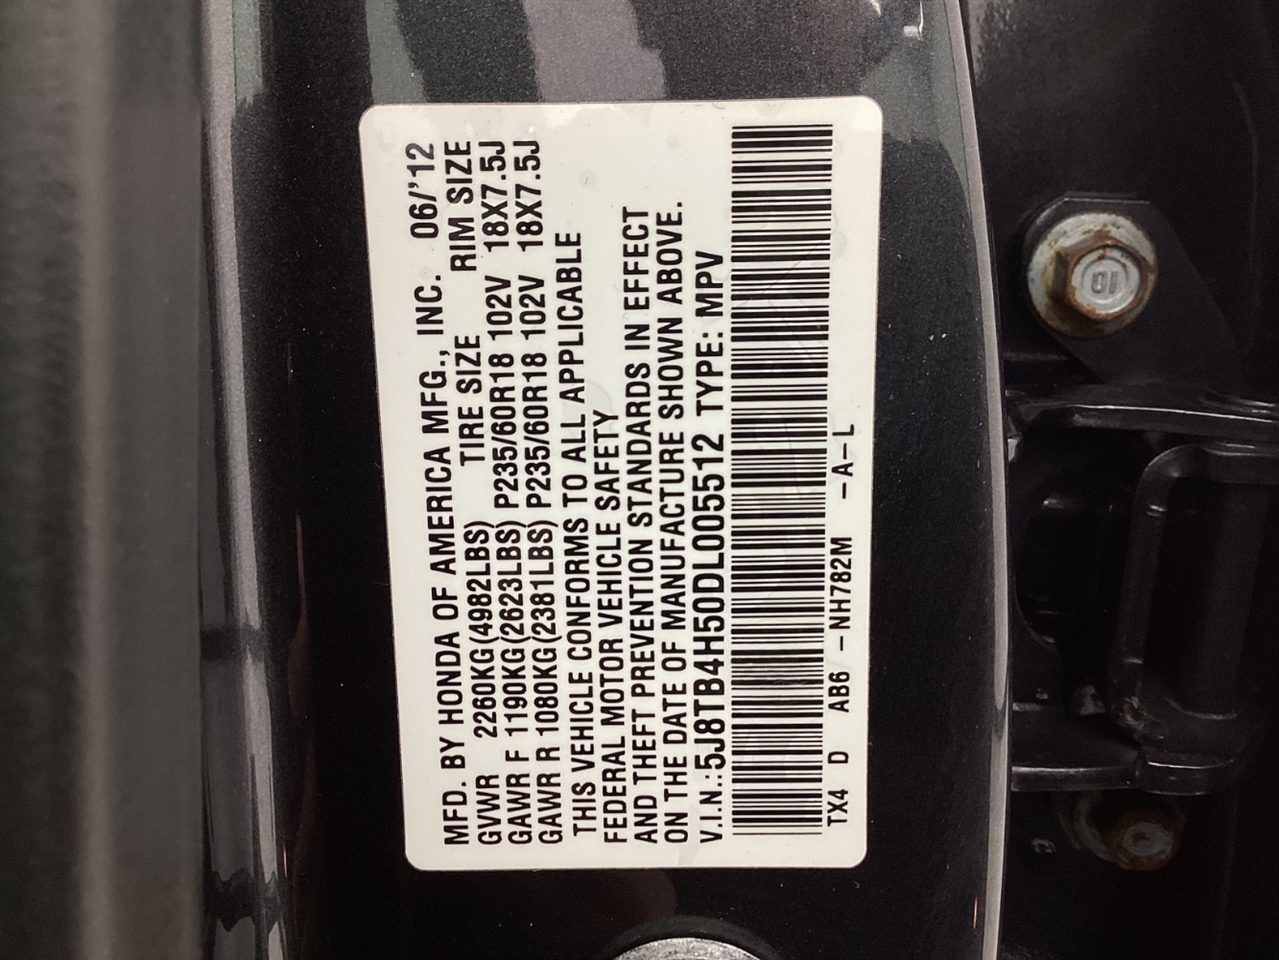 MFD. BY HONDA OF AMERICA MFG., INC. 06/'12
GVWR 2260KG(4982LBS) TIRE SIZE RIM SIZE
GAWR F 1190KG(2623LBS) P235/60R18 102V 18X7.5J
GAWR R 1080KG(2381LBS) P235/60R18 102V 18X7.5J
THIS VEHICLE CONFORMS TO ALL APPLICABLE
FEDERAL MOTOR VEHICLE SAFETY
AND THEFT PREVENTION STANDARDS IN EFFECT
ON THE DATE OF MANUFACTURE SHOWN ABOVE.
V.I.N.:5J8TB4H50DL005512 TYPE: MPV
TX4 D AB6 -NH782M -A-L
10